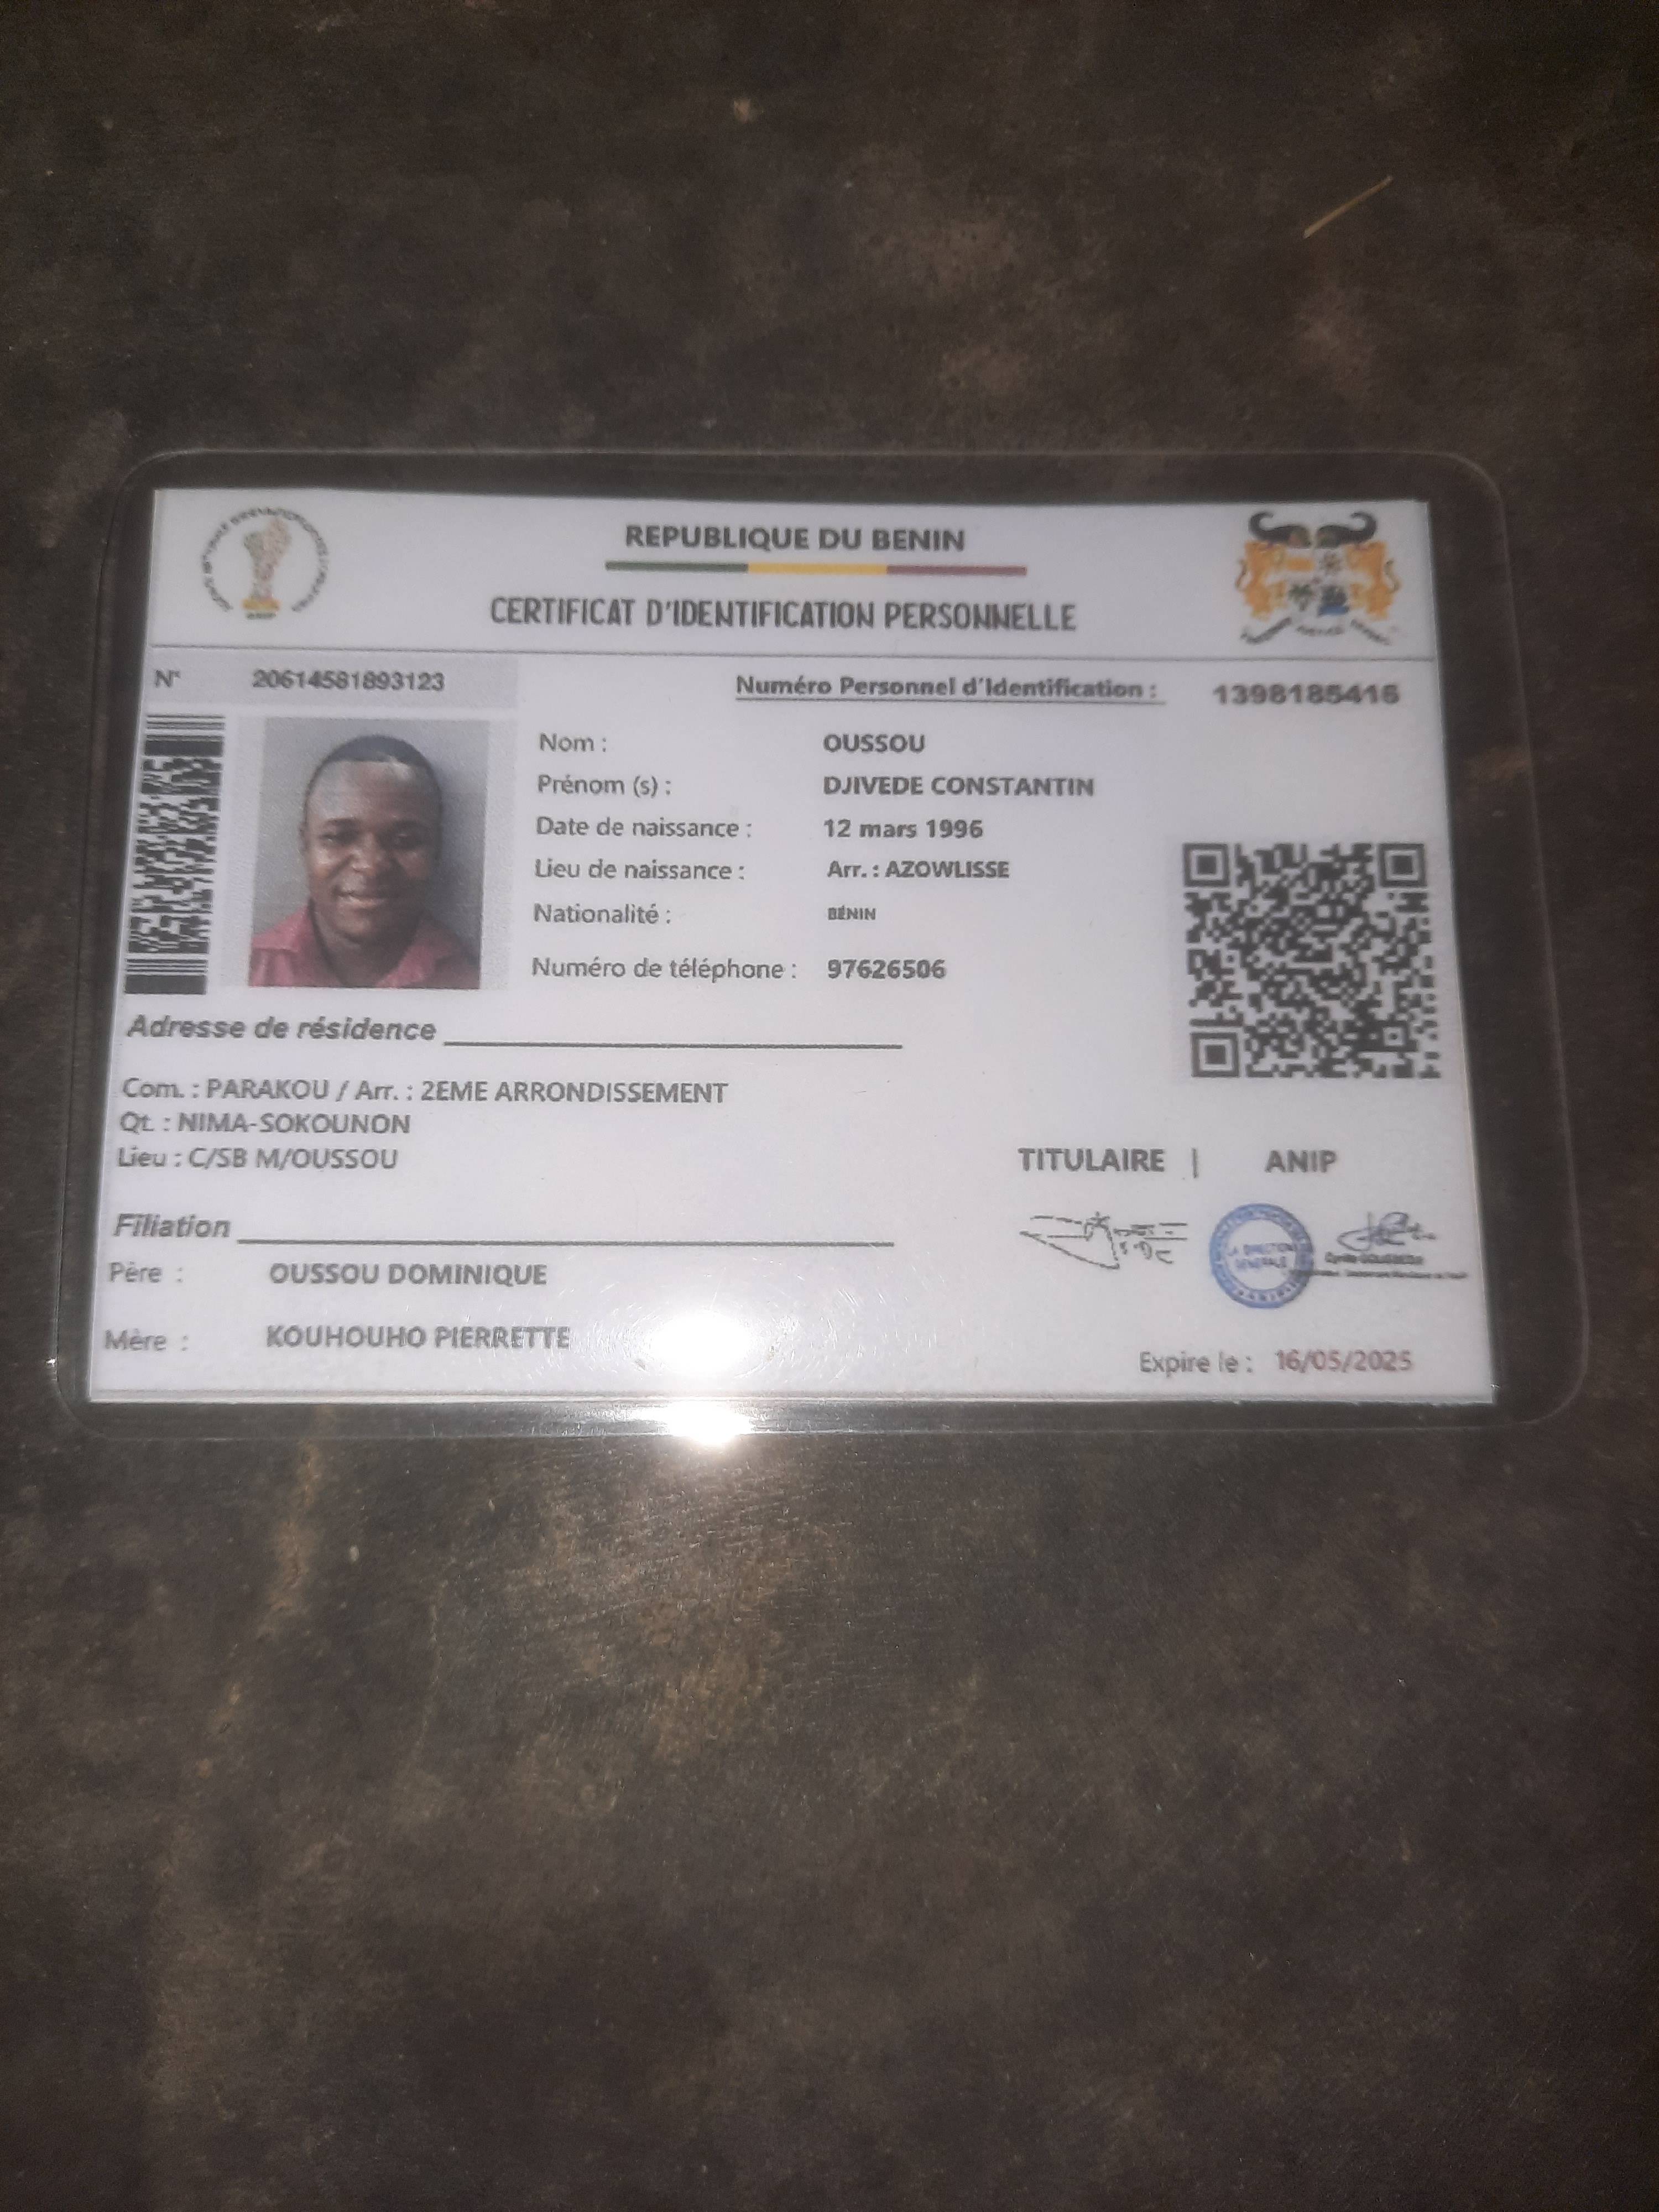 REPUBLIQUE DU BENIN
CERTIFICAT D'IDENTIFICATION PERSONNELLE
N° 20614581893123
Numéro Personnel d'Identification : 1398185416
Nom : OUSSOU
Prénom (s) : DJIVEDE CONSTANTIN
Date de naissance : 12 mars 1996
Lieu de naissance : Arr. : AZOWLISSE
Nationalité : BÉNIN
Numéro de téléphone : 97626506
Adresse de résidence
Com. : PARAKOU / Arr. : 2EME ARRONDISSEMENT
Qt. : NIMA-SOKOUNON
Lieu : C/SB M/OUSSOU
TITULAIRE | ANIP
LA DIRECTION GENERALE
Filiation
Père : OUSSOU DOMINIQUE
Mère : KOUHOUHO PIERRETTE
Expire le : 16/05/2025